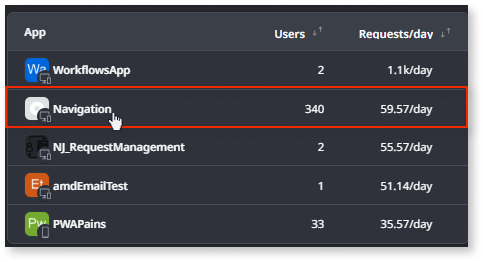 App Users Requests/day
Wa WorkflowsApp 2 1.1k/day
Navigation 340 59.57/day
NJ_RequestManagement 2 55.57/day
Et amdEmailTest 1 51.14/day
Pw PWAPains 33 35.57/day